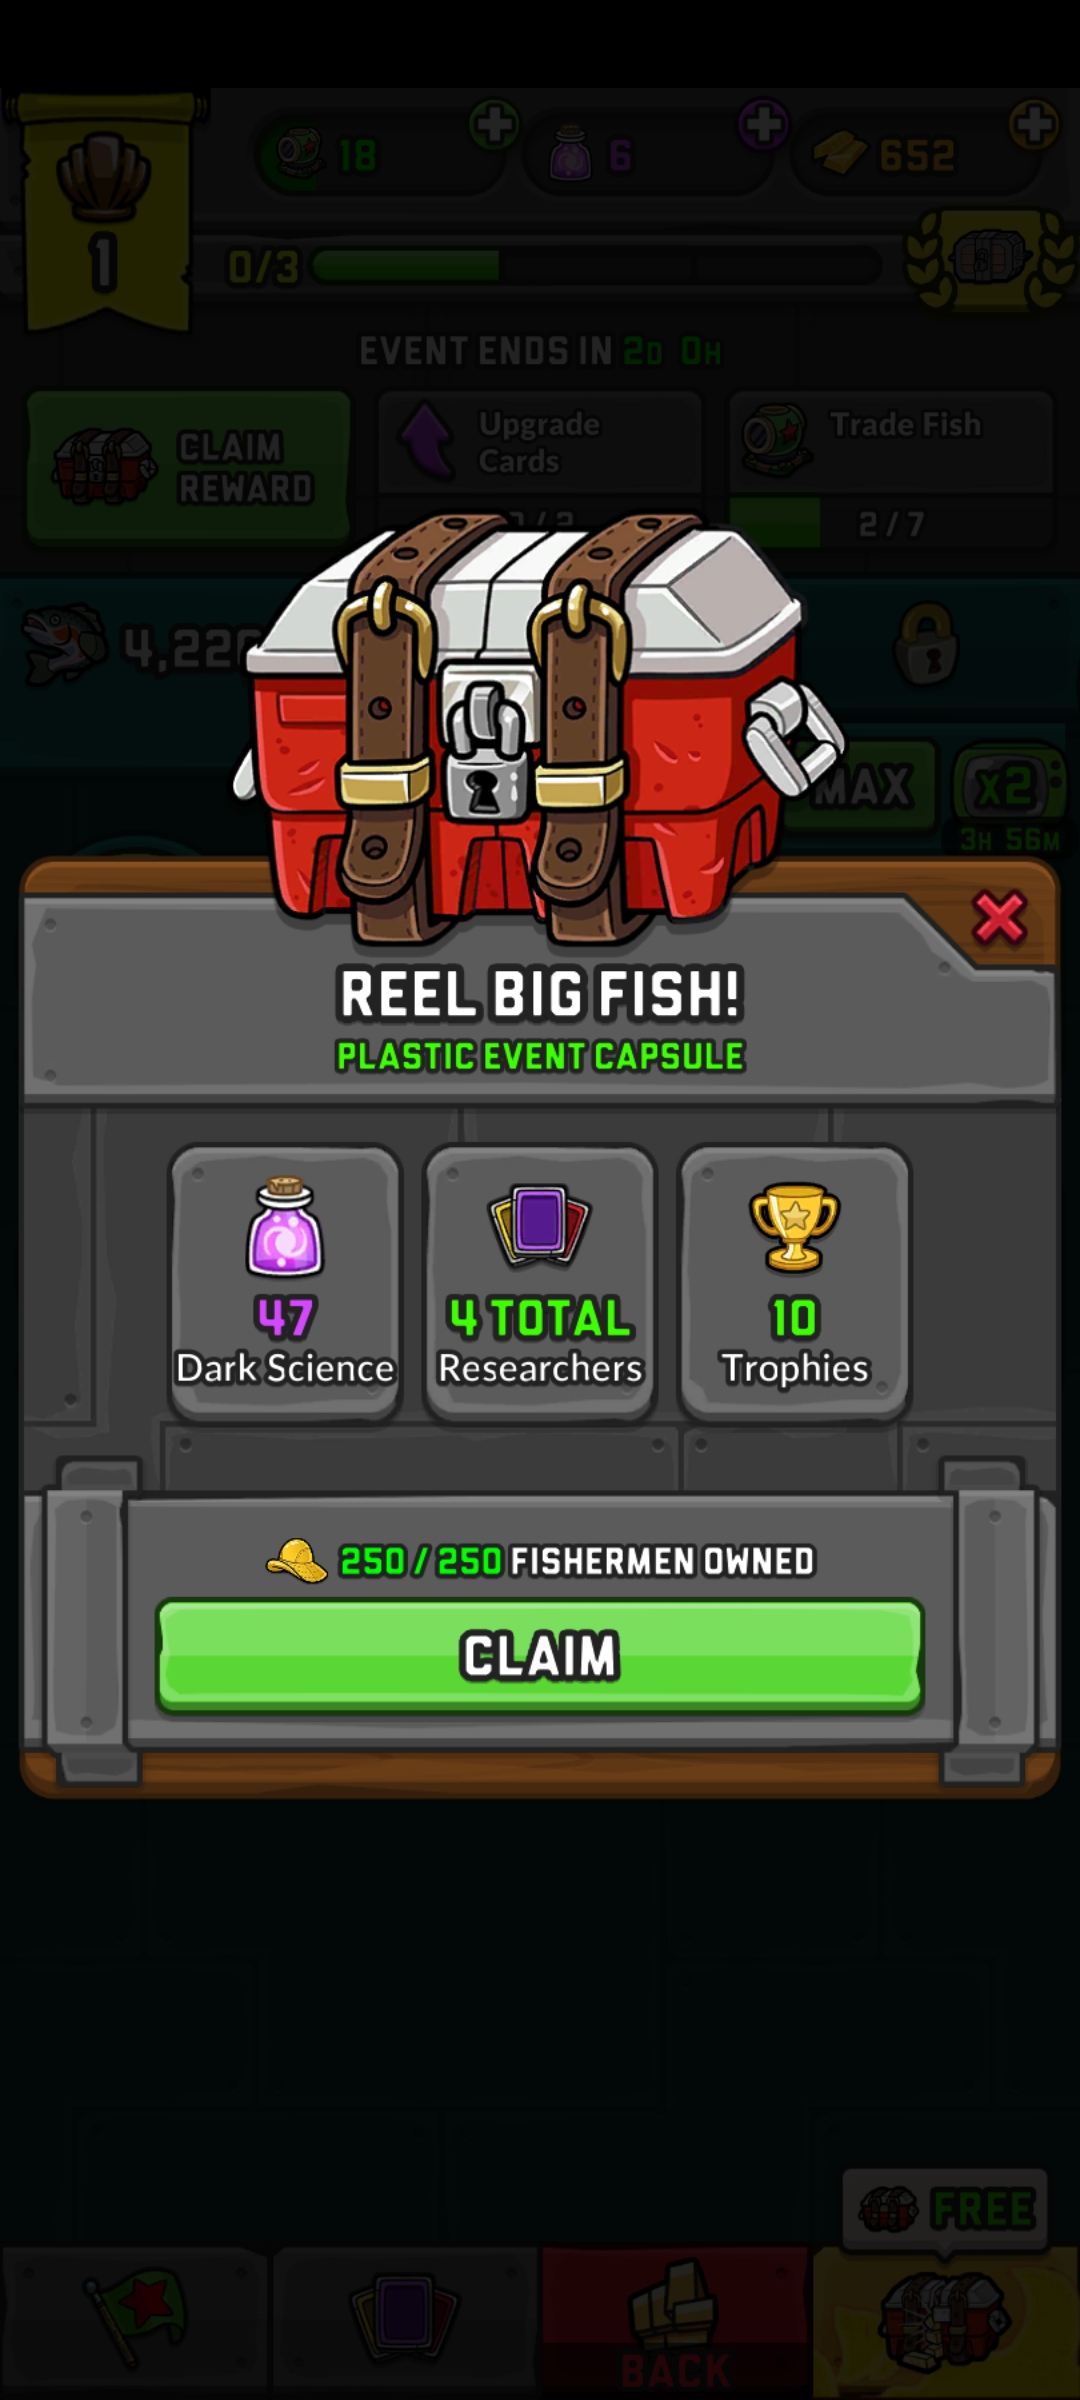 18
6
652
1
0/3
EVENT ENDS IN 2D 0H
CLAIM
REWARD
Upgrade
Cards
Trade Fish
2/7
MAX
X2
3H 56M
REEL BIG FISH!
PLASTIC EVENT CAPSULE
47
Dark Science
4 TOTAL
Researchers
10
Trophies
250/250 FISHERMEN OWNED
CLAIM
FREE
BACK